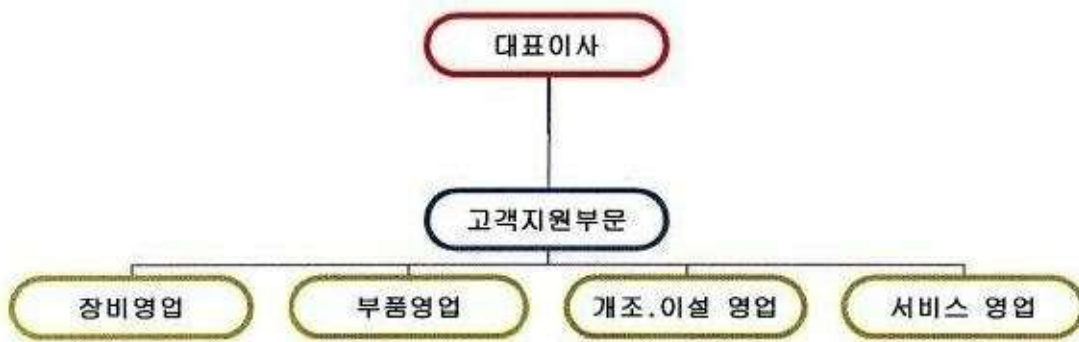 대표이사
고객지원부문
장비영업
부품영업
개조.이설 영업
서비스 영업